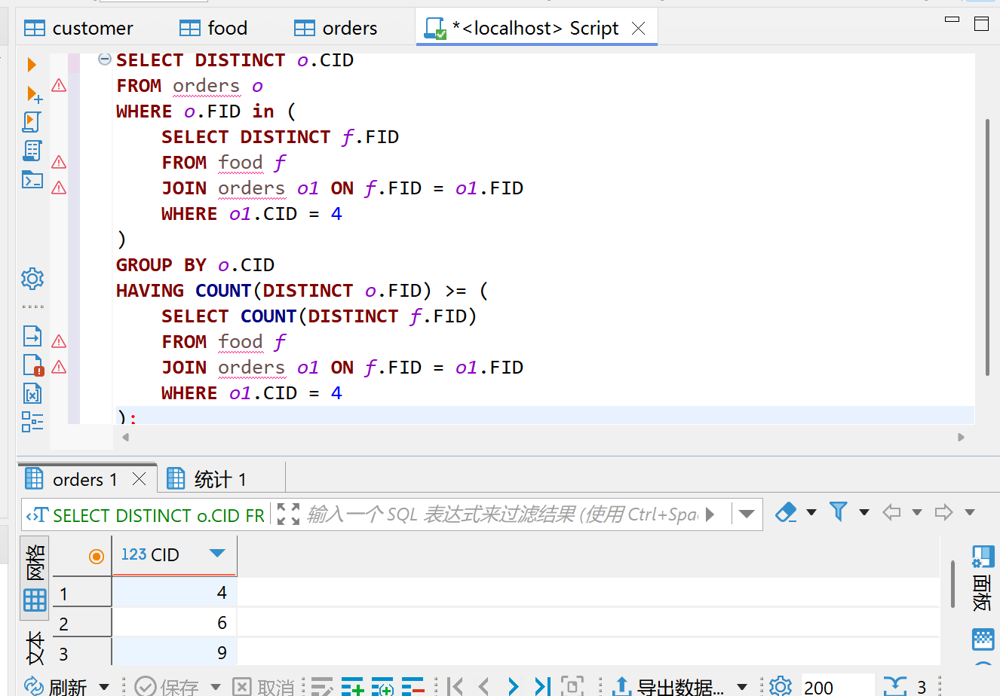 customer food orders *<localhost> Script
SELECT DISTINCT o.CID
FROM orders o
WHERE o.FID in (
SELECT DISTINCT f.FID
FROM food f
JOIN orders o1 ON f.FID = o1.FID
WHERE o1.CID = 4
)
GROUP BY o.CID
HAVING COUNT(DISTINCT o.FID) >= (
SELECT COUNT(DISTINCT f.FID)
FROM food f
JOIN orders o1 ON f.FID = o1.FID
WHERE o1.CID = 4
);
orders 1 统计 1
SELECT DISTINCT o.CID FR 输入一个 SQL 表达式来过滤结果 (使用 Ctrl+Spa
网格
文本
123 CID
1 4
2 6
3 9
面板
刷新 保存 取消 导出数据... 200 3